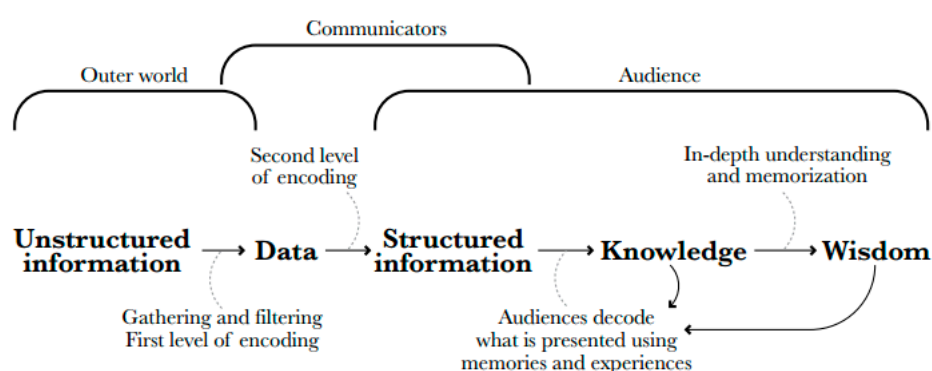 Communicators
Outer world
Audience
Second level
of encoding
In-depth understanding
and memorization
Unstructured
information
Data
Structured
information
Knowledge
Wisdom
Gathering and filtering
First level of encoding
Audiences decode
what is presented using
memories and experiences